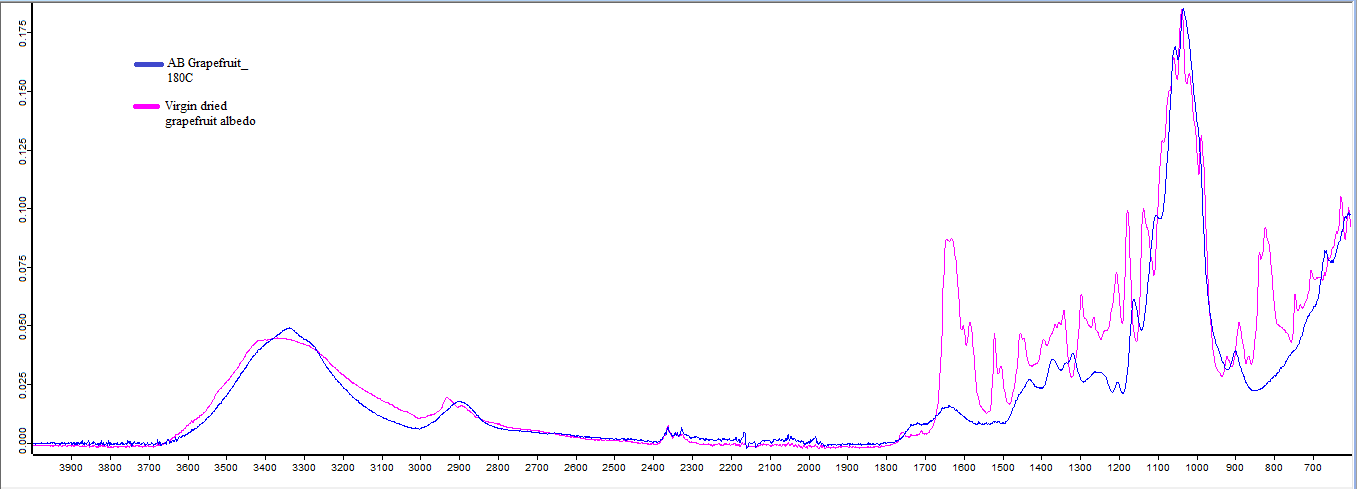 0.175
0.150
0.125
0.100
0.075
0.050
0.025
0.000
AB Grapefruit_
180C
Virgin dried
grapefruit albedo
3900 3800 3700 3600 3500 3400 3300 3200 3100 3000 2900 2800 2700 2600 2500 2400 2300 2200 2100 2000 1900 1800 1700 1600 1500 1400 1300 1200 1100 1000 900 800 700